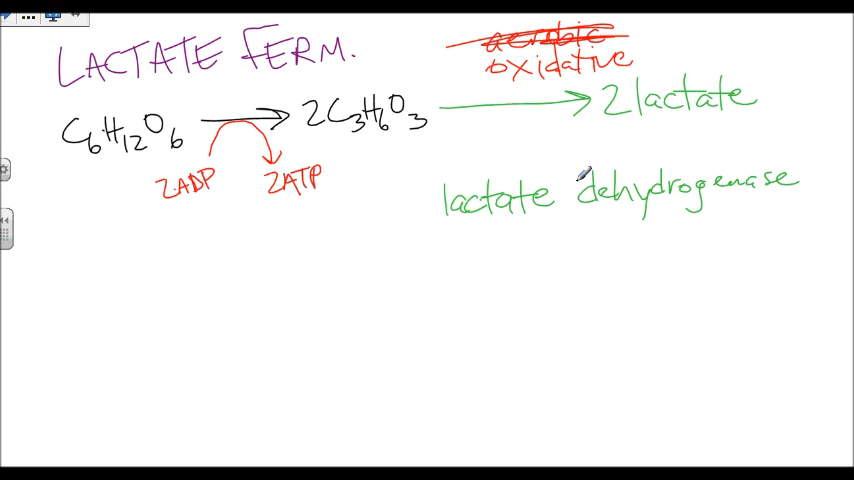 LACTATE FERM.
aerobic
oxidative
C6H12O6 → 2C3H6O3 → 2 lactate
2ADP 2ATP
lactate dehydrogenase